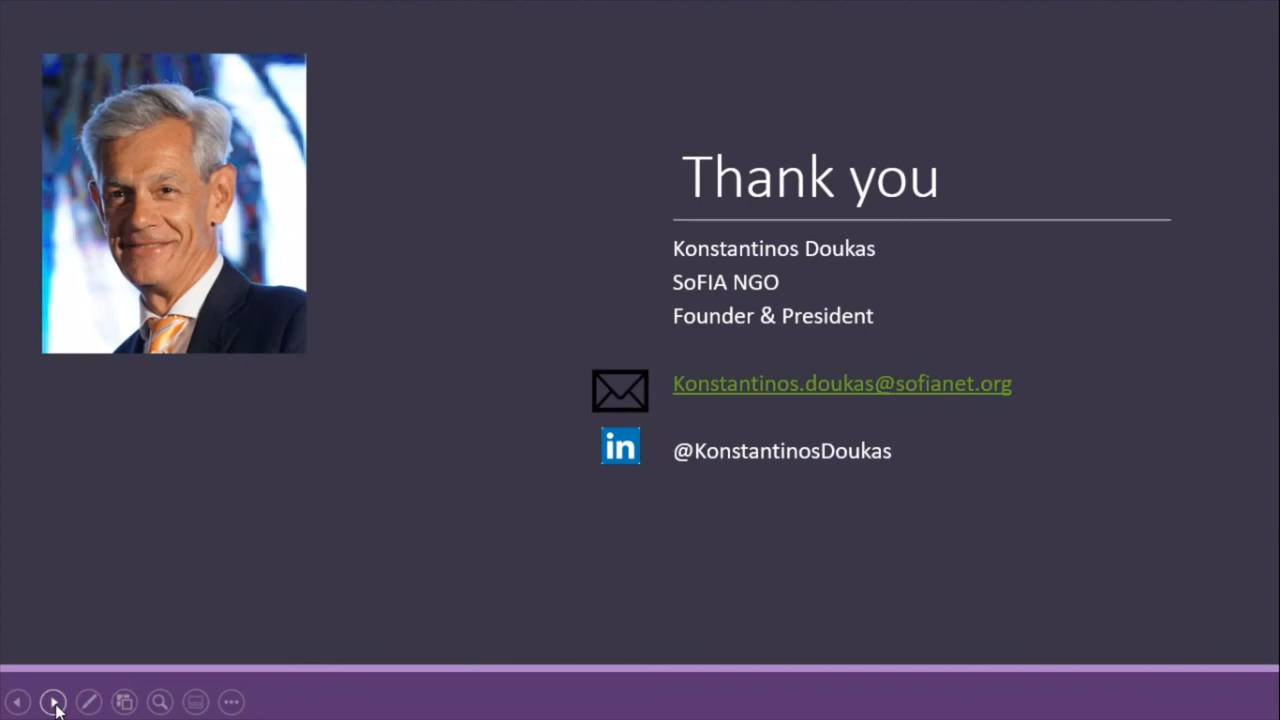 Thank you
Konstantinos Doukas
SoFIA NGO
Founder & President
Konstantinos.doukas@sofianet.org
in
@KonstantinosDoukas